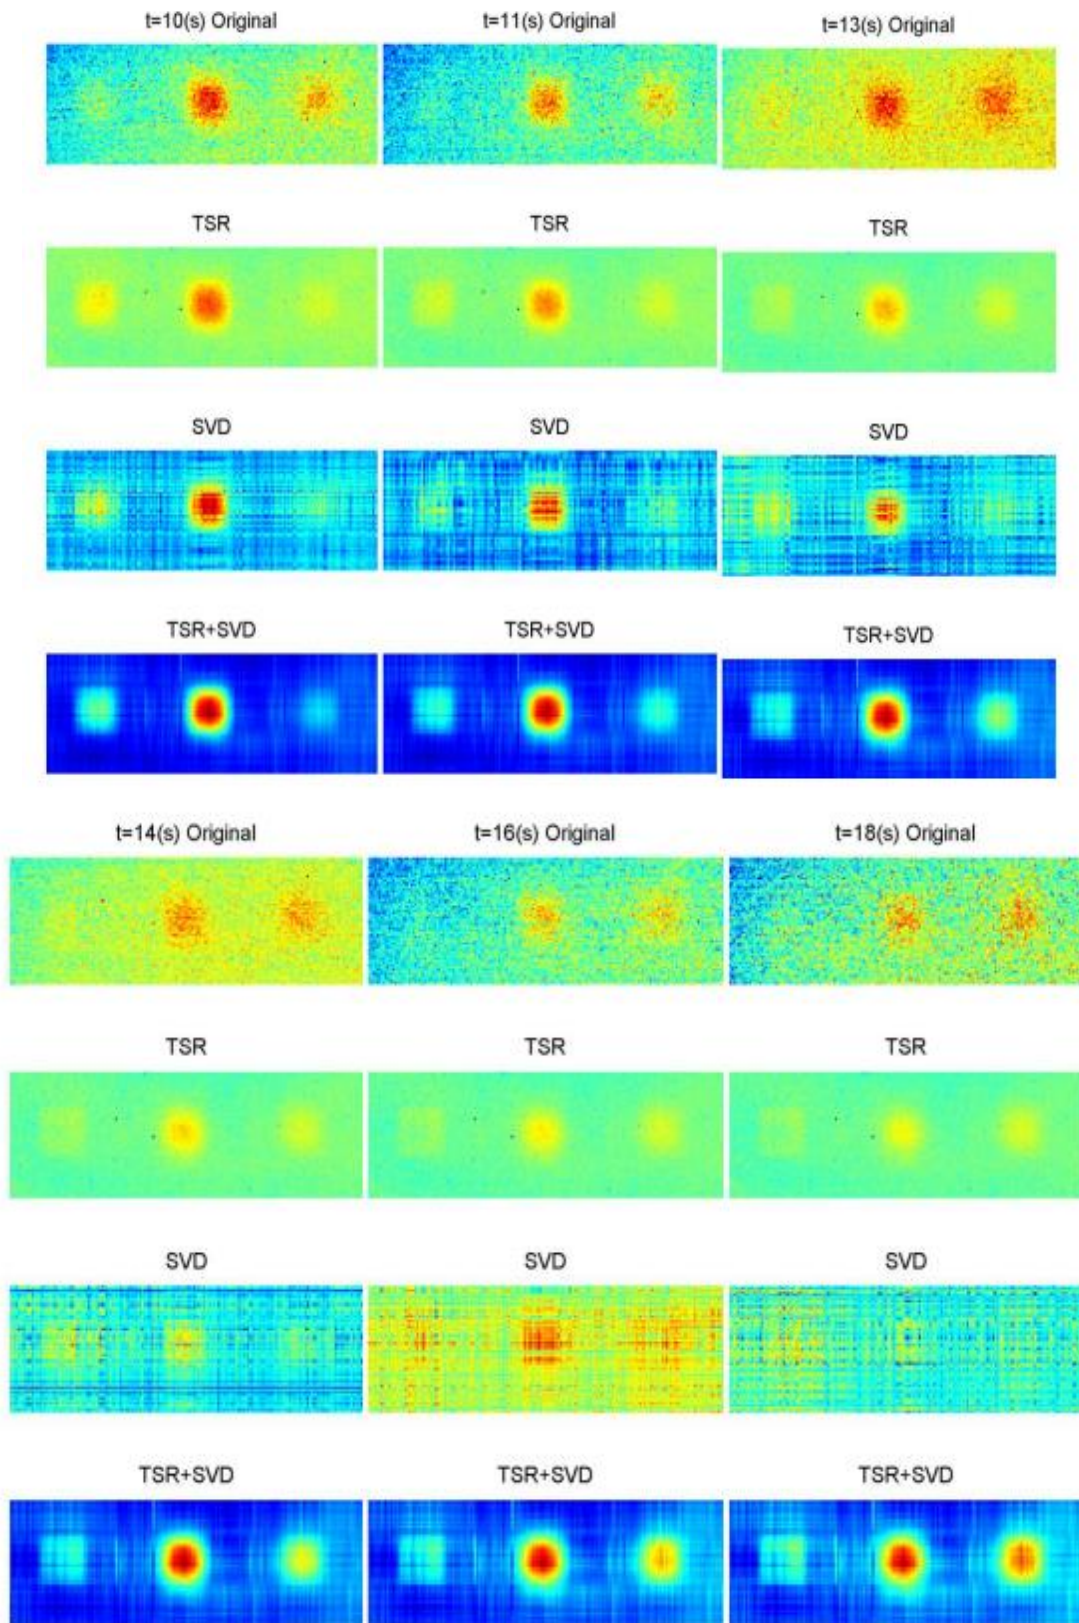 t=10(s) Original t=11(s) Original t=13(s) Original
TSR TSR TSR
SVD SVD SVD
TSR+SVD TSR+SVD TSR+SVD
t=14(s) Original t=16(s) Original t=18(s) Original
TSR TSR TSR
SVD SVD SVD
TSR+SVD TSR+SVD TSR+SVD